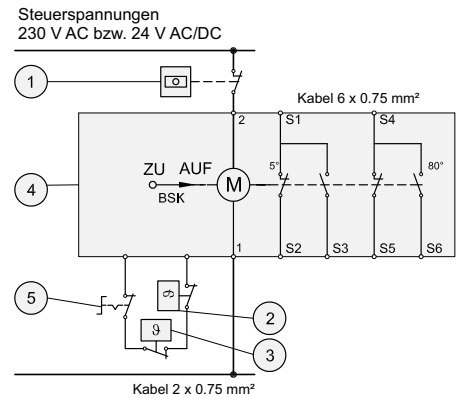 Steuerspannungen
230 V AC bzw. 24 V AC/DC
1
Kabel 6 x 0.75 mm²
2 S1 S4
ZU AUF 5° 80°
4 M
BSK
1 S2 S3 S5 S6
5 ϑ 2
ϑ 3
Kabel 2 x 0.75 mm²